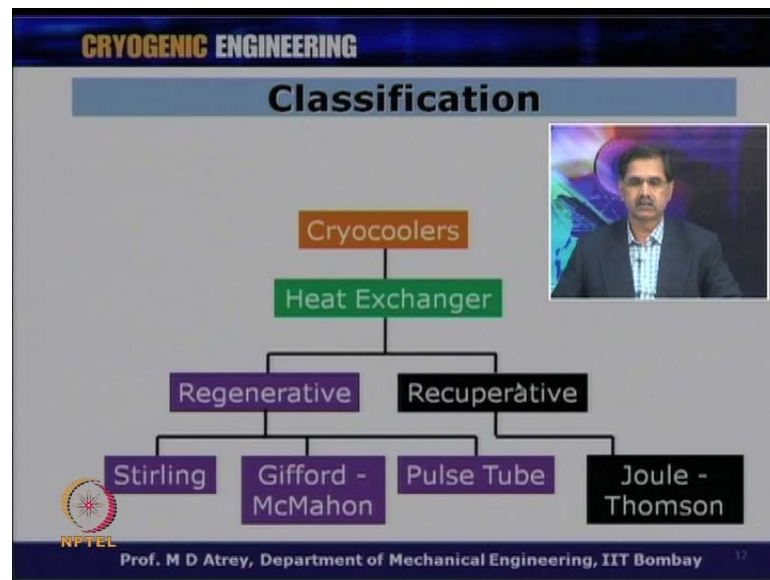 CRYOGENIC ENGINEERING
Classification
Cryocoolers
Heat Exchanger
Regenerative
Recuperative
Stirling
Gifford -
McMahon
Pulse Tube
Joule -
Thomson
NPTEL
Prof. M D Atrey, Department of Mechanical Engineering, IIT Bombay
12